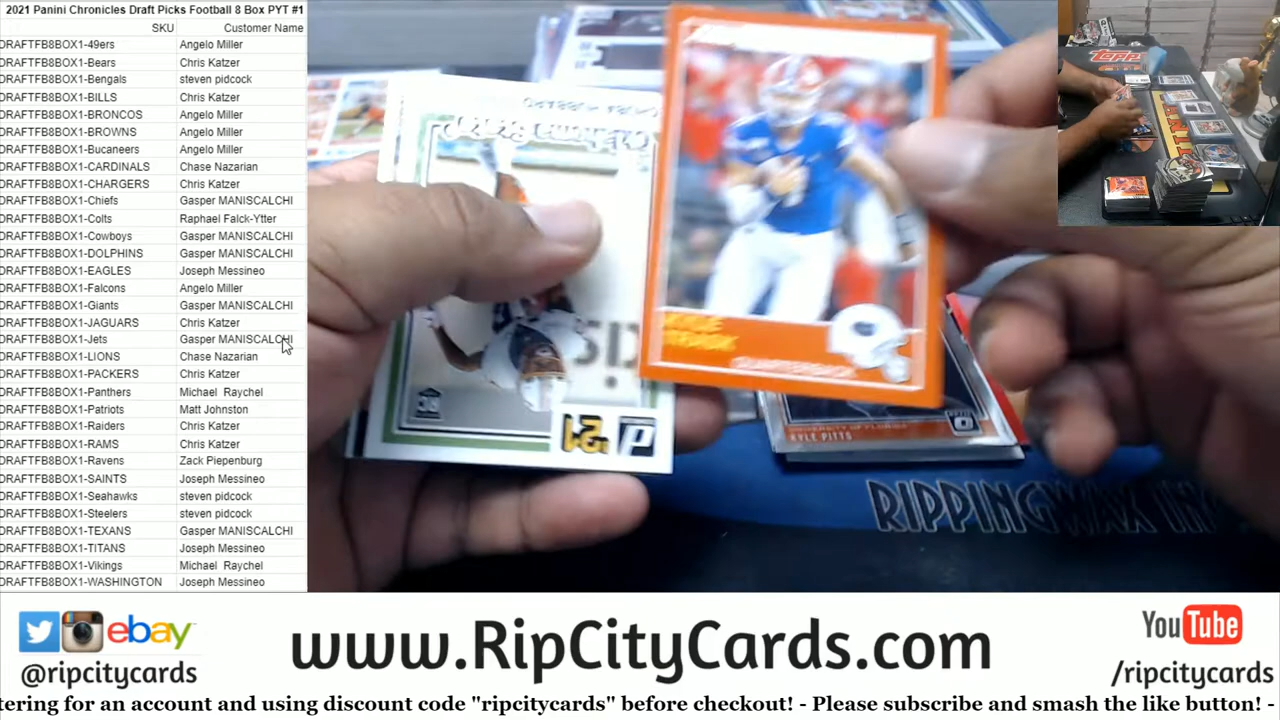 2021 Panini Chronicles Draft Picks Football 8 Box PYT #1
SKU Customer Name
DRAFTFB8BOX1-49ers Angelo Miller
DRAFTFB8BOX1-Bears Chris Katzer
DRAFTFB8BOX1-Bengals steven pidcock
DRAFTFB8BOX1-BILLS Chris Katzer
DRAFTFB8BOX1-BRONCOS Angelo Miller
DRAFTFB8BOX1-BROWNS Angelo Miller
DRAFTFB8BOX1-Bucaneers Angelo Miller
DRAFTFB8BOX1-CARDINALS Chase Nazarian
DRAFTFB8BOX1-CHARGERS Chris Katzer
DRAFTFB8BOX1-Chiefs Gasper MANISCALCHI
DRAFTFB8BOX1-Colts Raphael Falck-Ytter
DRAFTFB8BOX1-Cowboys Gasper MANISCALCHI
DRAFTFB8BOX1-DOLPHINS Gasper MANISCALCHI
DRAFTFB8BOX1-EAGLES Joseph Messineo
DRAFTFB8BOX1-Falcons Angelo Miller
DRAFTFB8BOX1-Giants Gasper MANISCALCHI
DRAFTFB8BOX1-JAGUARS Chris Katzer
DRAFTFB8BOX1-Jets Gasper MANISCALCHI
DRAFTFB8BOX1-LIONS Chase Nazarian
DRAFTFB8BOX1-PACKERS Chris Katzer
DRAFTFB8BOX1-Panthers Michael Raychel
DRAFTFB8BOX1-Patriots Matt Johnston
DRAFTFB8BOX1-Raiders Chris Katzer
DRAFTFB8BOX1-RAMS Chris Katzer
DRAFTFB8BOX1-Ravens Zack Piepenburg
DRAFTFB8BOX1-SAINTS Joseph Messineo
DRAFTFB8BOX1-Seahawks steven pidcock
DRAFTFB8BOX1-Steelers steven pidcock
DRAFTFB8BOX1-TEXANS Gasper MANISCALCHI
DRAFTFB8BOX1-TITANS Joseph Messineo
DRAFTFB8BOX1-Vikings Michael Raychel
DRAFTFB8BOX1-WASHINGTON Joseph Messineo
QUARTERBACK
21
UNIVERSITY OF FLORIDA
KYLE PITTS
RIPPINGWAX
TOPPS
ebay
@ripcitycards
www.RipCityCards.com
YouTube
/ripcitycards
tering for an account and using discount code "ripcitycards" before checkout! - Please subscribe and smash the like button! -